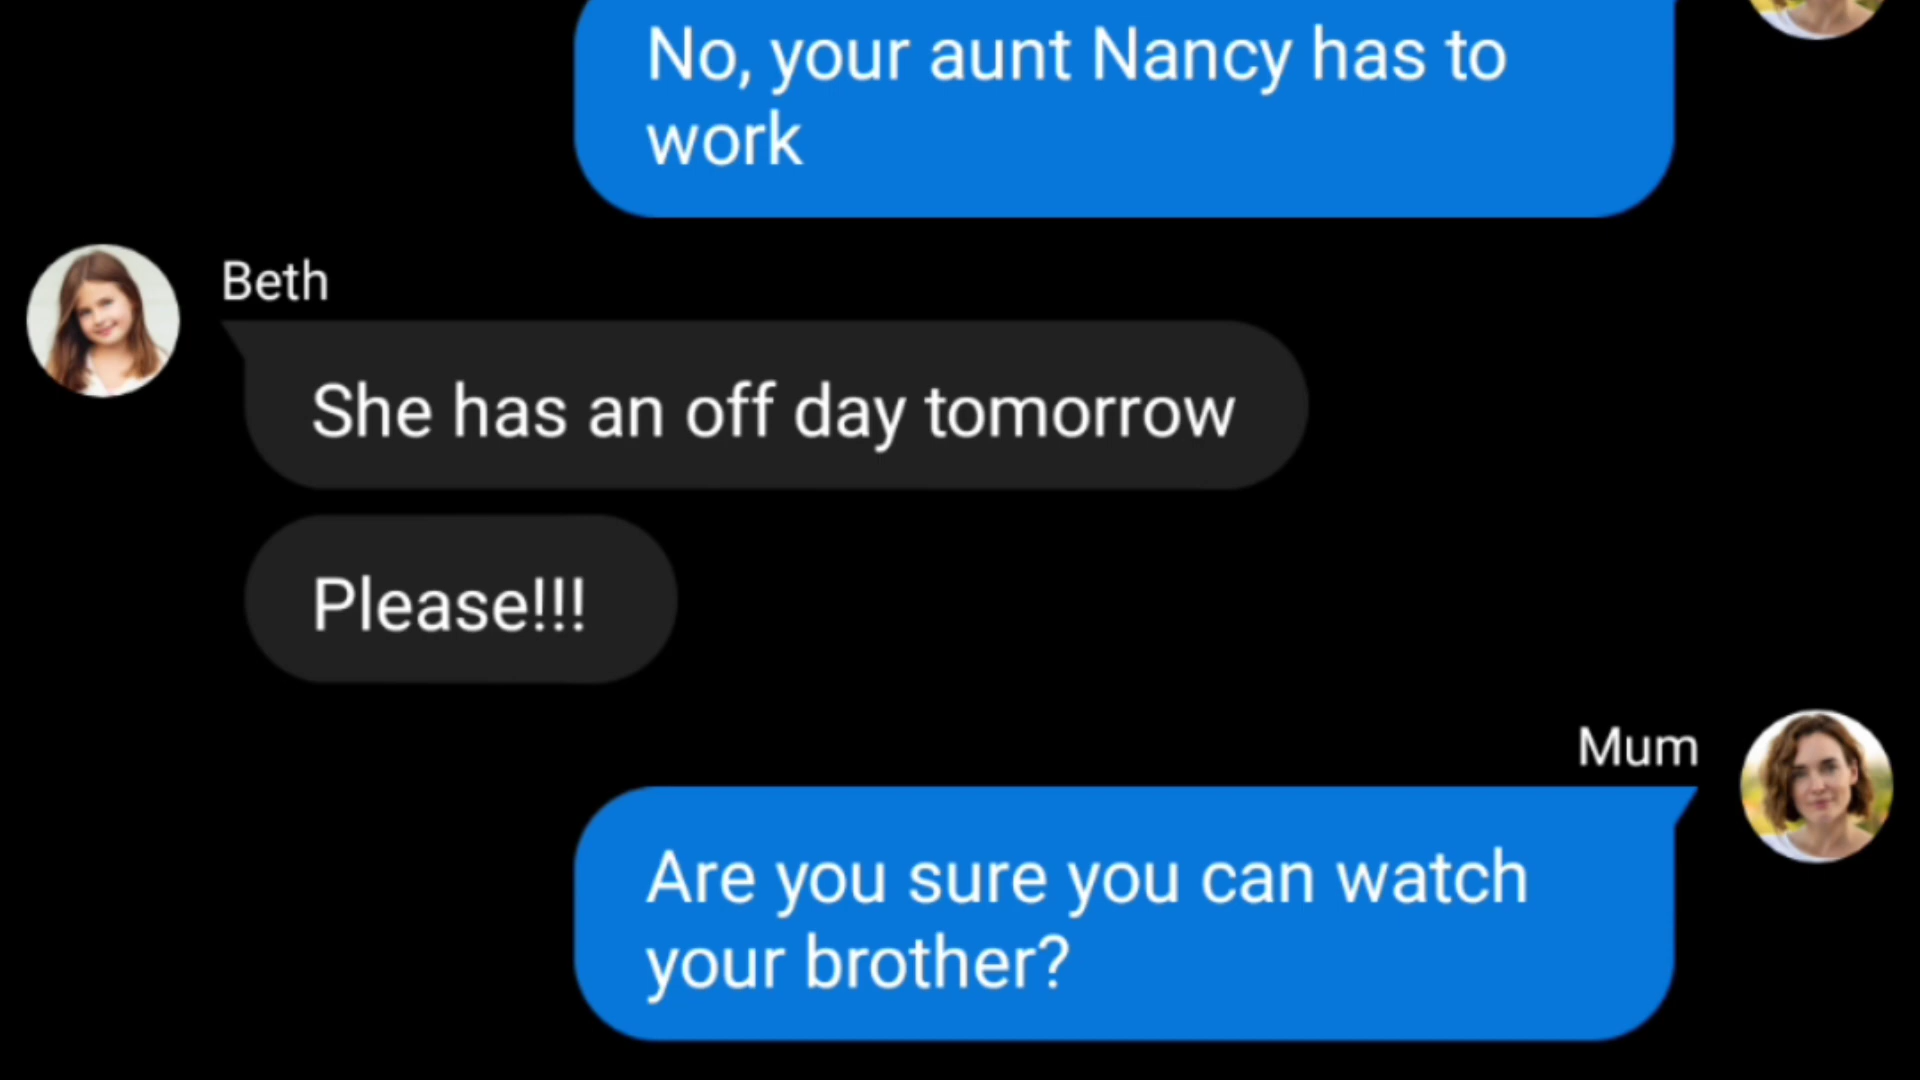 No, your aunt Nancy has to
work
Beth
She has an off day tomorrow
Please!!!
Mum
Are you sure you can watch
your brother?